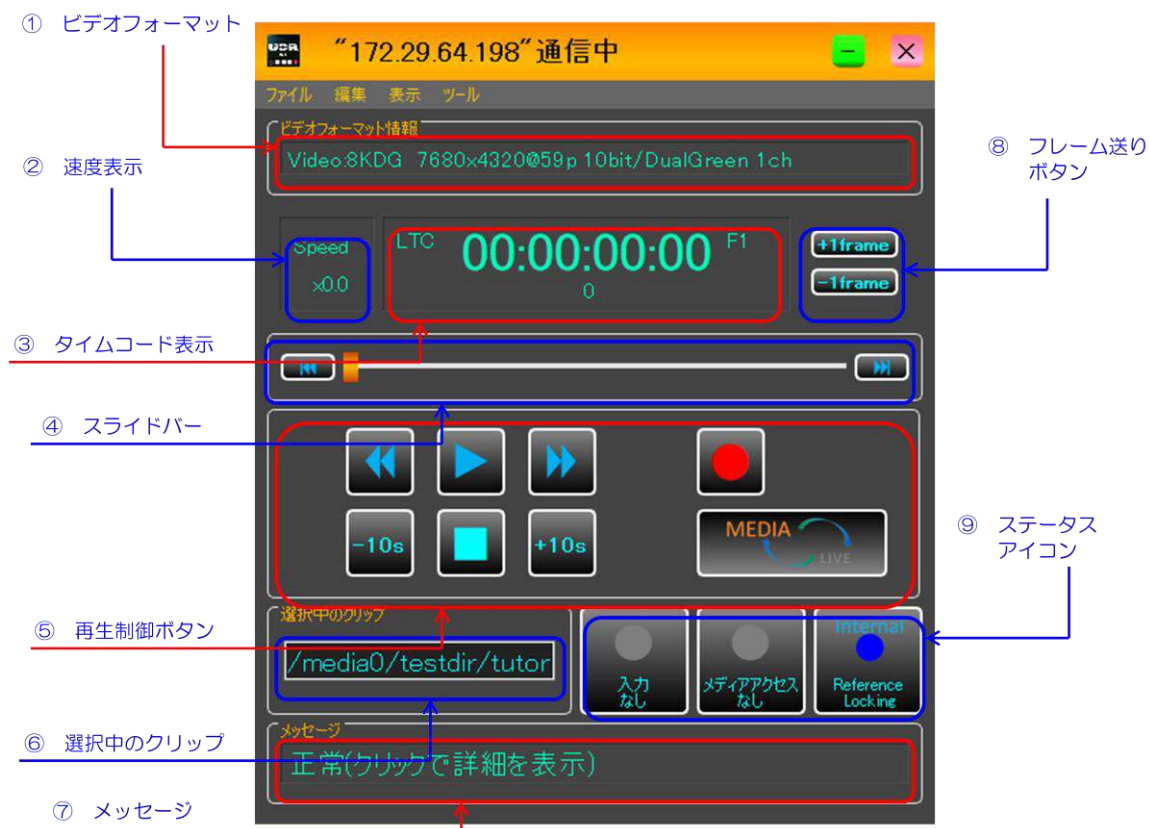 ① ビデオフォーマット
"172.29.64.198"通信中
ファイル 編集 表示 ツール
ビデオフォーマット情報
Video:8KDG 7680x4320@59p 10bit/DualGreen 1ch
② 速度表示
⑧ フレーム送り
ボタン
Speed
x0.0
LTC 00:00:00:00 F1
0
+1frame
-1frame
③ タイムコード表示
④ スライドバー
-10s
+10s
MEDIA
LIVE
⑨ ステータス
アイコン
⑤ 再生制御ボタン
選択中のクリップ
/media0/testdir/tutor
入力
なし
メディアアクセス
なし
Internal
Reference
Locking
⑥ 選択中のクリップ
メッセージ
正常(クリックで詳細を表示)
⑦ メッセージ